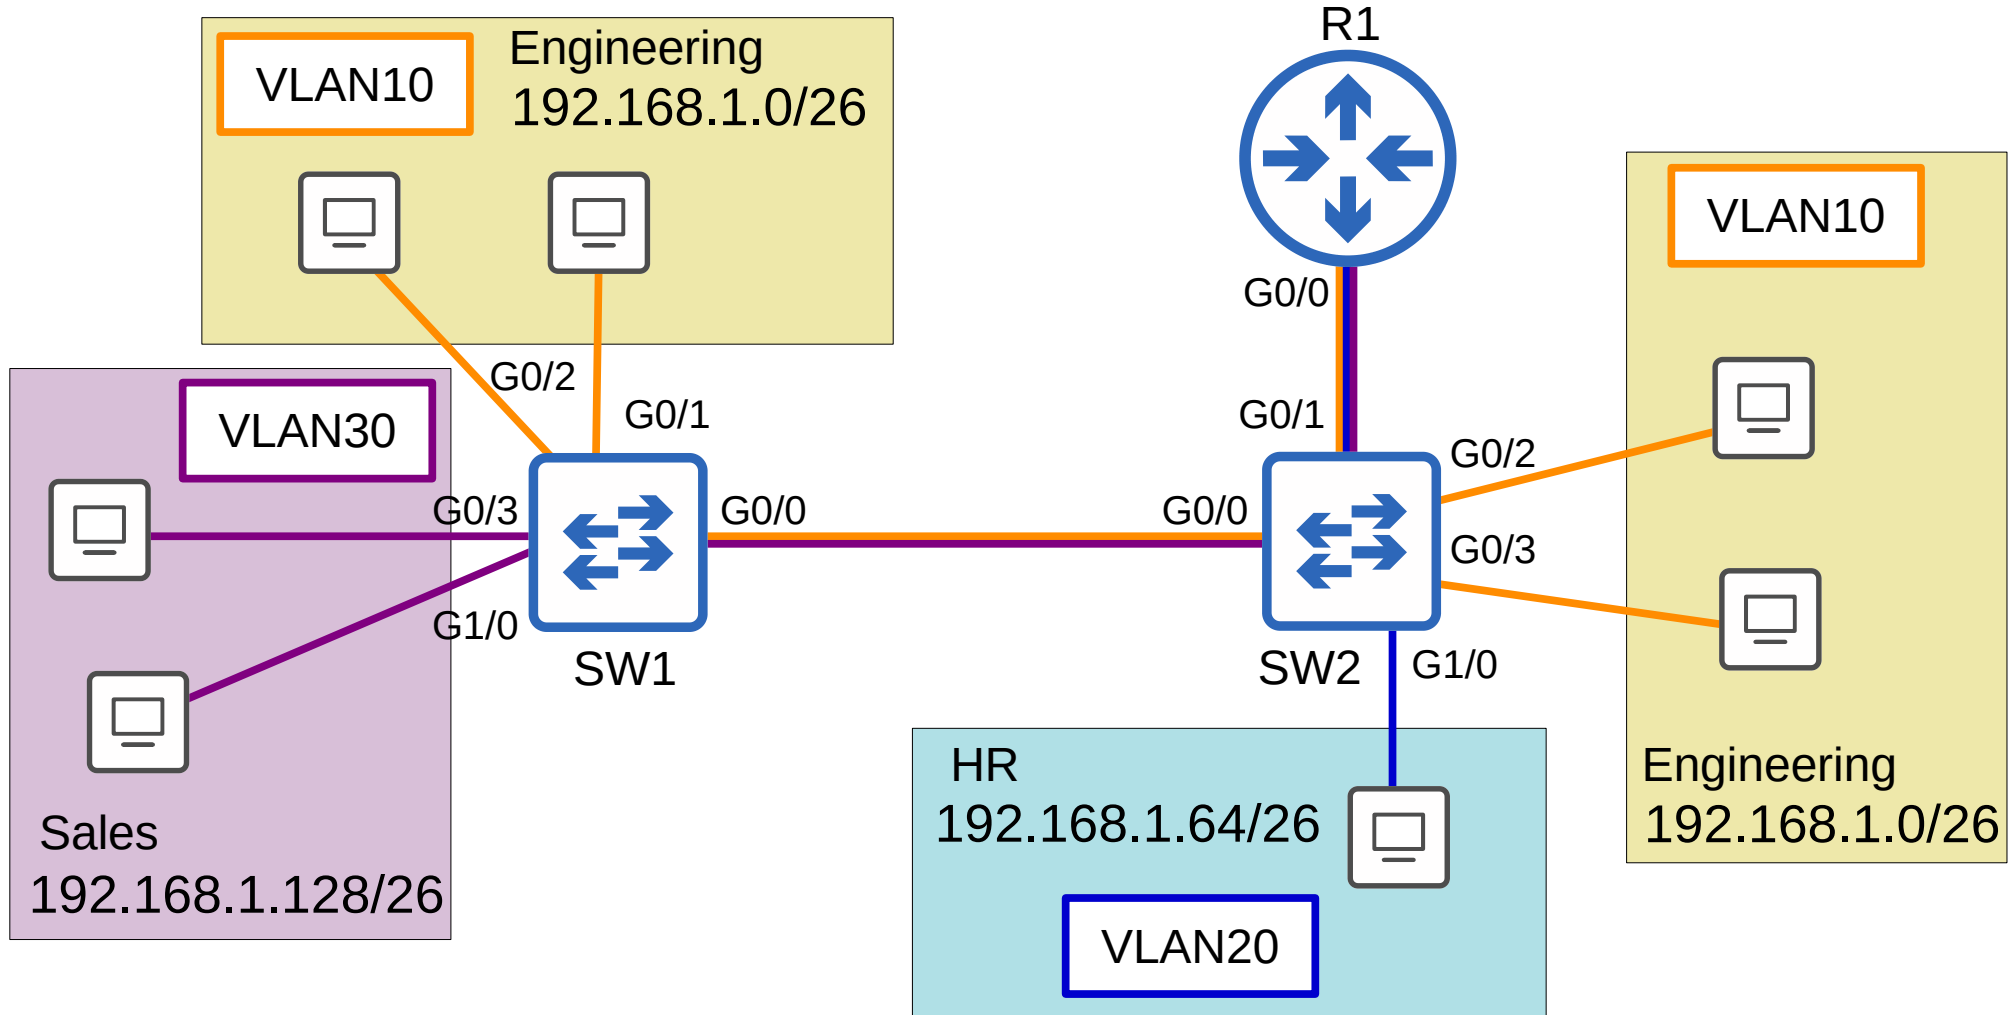 R1
VLAN10
Engineering
192.168.1.0/26
VLAN10
G0/0
G0/2
G0/1
G0/1
VLAN30
G0/2
G0/3
G0/0
G0/0
G0/3
G1/0
SW1
SW2
G1/0
HR
192.168.1.64/26
Engineering
192.168.1.0/26
Sales
192.168.1.128/26
VLAN20